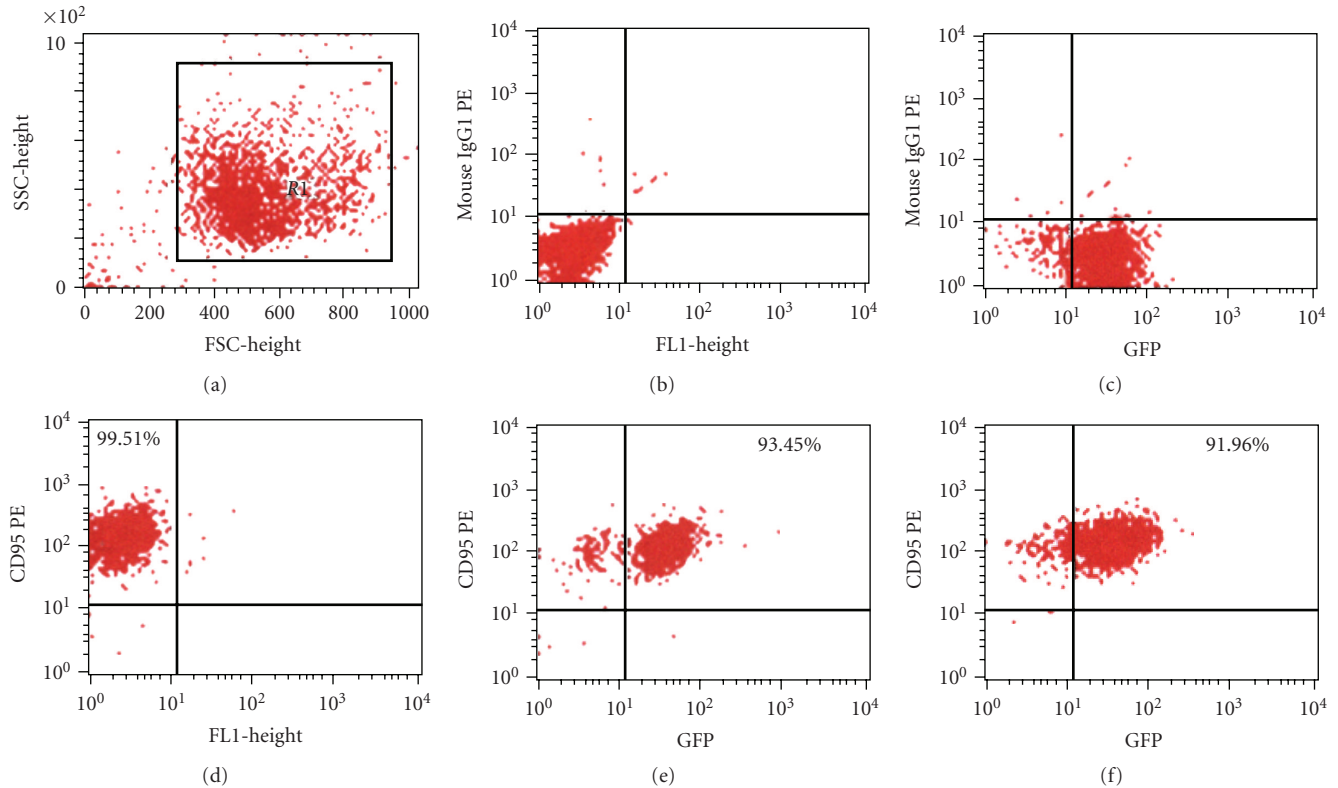 ×10²
10
0
SSC-height
R1
0 200 400 600 800 1000
FSC-height
(a)
10⁴
10³
10²
10¹
10⁰
Mouse IgG1 PE
10⁰ 10¹ 10² 10³ 10⁴
FL1-height
(b)
10⁴
10³
10²
10¹
10⁰
Mouse IgG1 PE
10⁰ 10¹ 10² 10³ 10⁴
GFP
(c)
10⁴
10³
10²
10¹
10⁰
CD95 PE
99.51%
10⁰ 10¹ 10² 10³ 10⁴
FL1-height
(d)
10⁴
10³
10²
10¹
10⁰
CD95 PE
93.45%
10⁰ 10¹ 10² 10³ 10⁴
GFP
(e)
10⁴
10³
10²
10¹
10⁰
CD95 PE
91.96%
10⁰ 10¹ 10² 10³ 10⁴
GFP
(f)